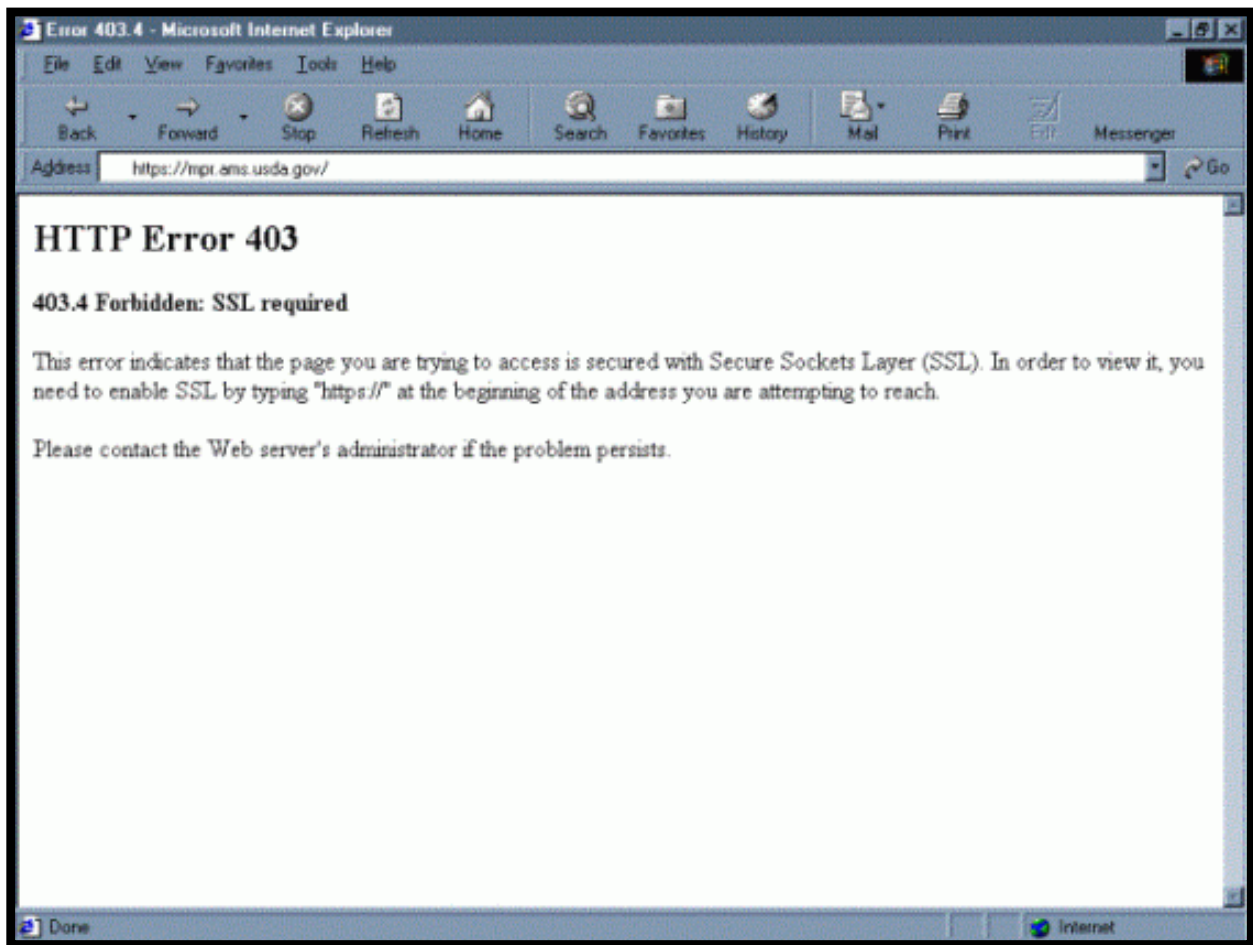 Error 403.4 - Microsoft Internet Explorer
File Edit View Favorites Tools Help
Back Forward Stop Refresh Home Search Favorites History Mail Print Edit Messenger
Address https://mpr.ams.usda.gov/ Go
HTTP Error 403
403.4 Forbidden: SSL required
This error indicates that the page you are trying to access is secured with Secure Sockets Layer (SSL). In order to view it, you
need to enable SSL by typing "https://" at the beginning of the address you are attempting to reach.
Please contact the Web server's administrator if the problem persists.
Done Internet